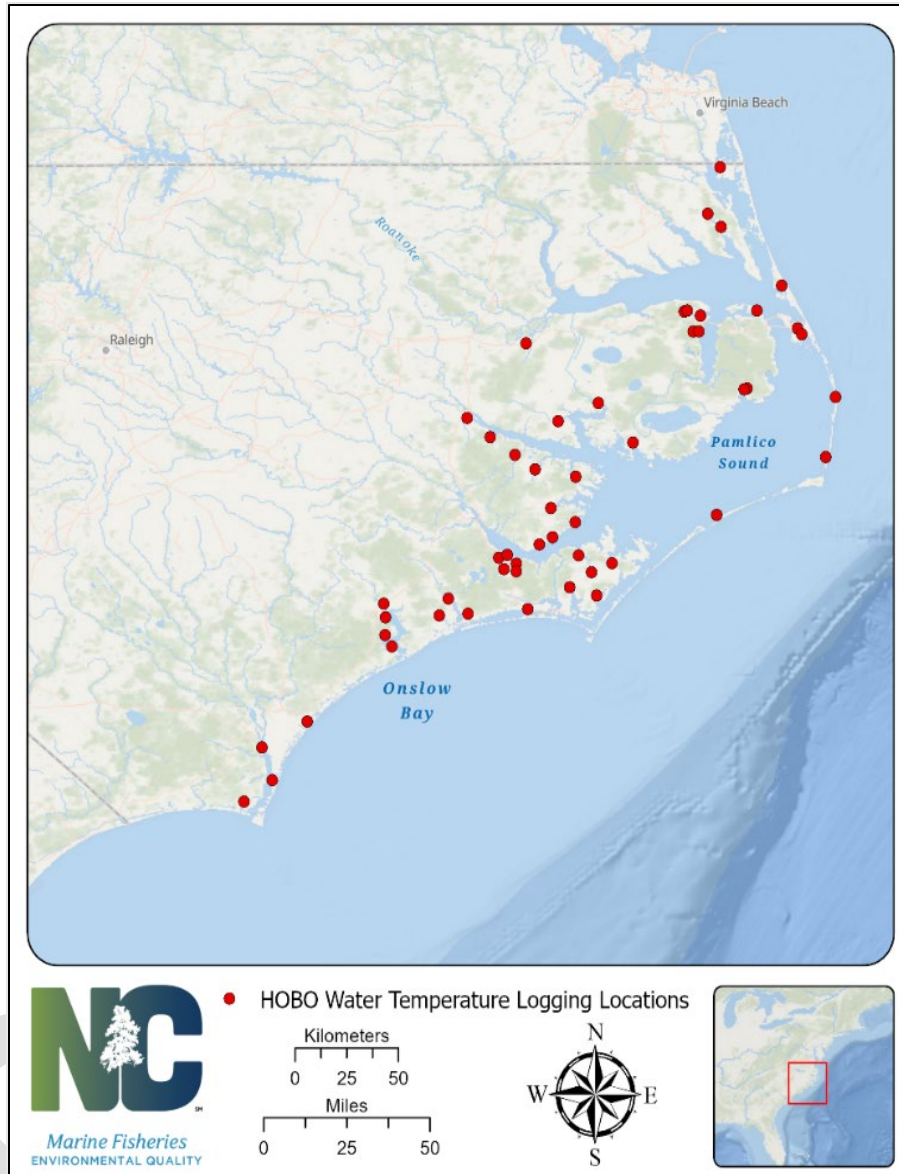 Virginia Beach
Roanoke
Raleigh
Pamlico
Sound
Onslow
Bay
HOBO Water Temperature Logging Locations
Kilometers
0 25 50
Miles
0 25 50
N
W E
S
NC
SM
Marine Fisheries
ENVIRONMENTAL QUALITY